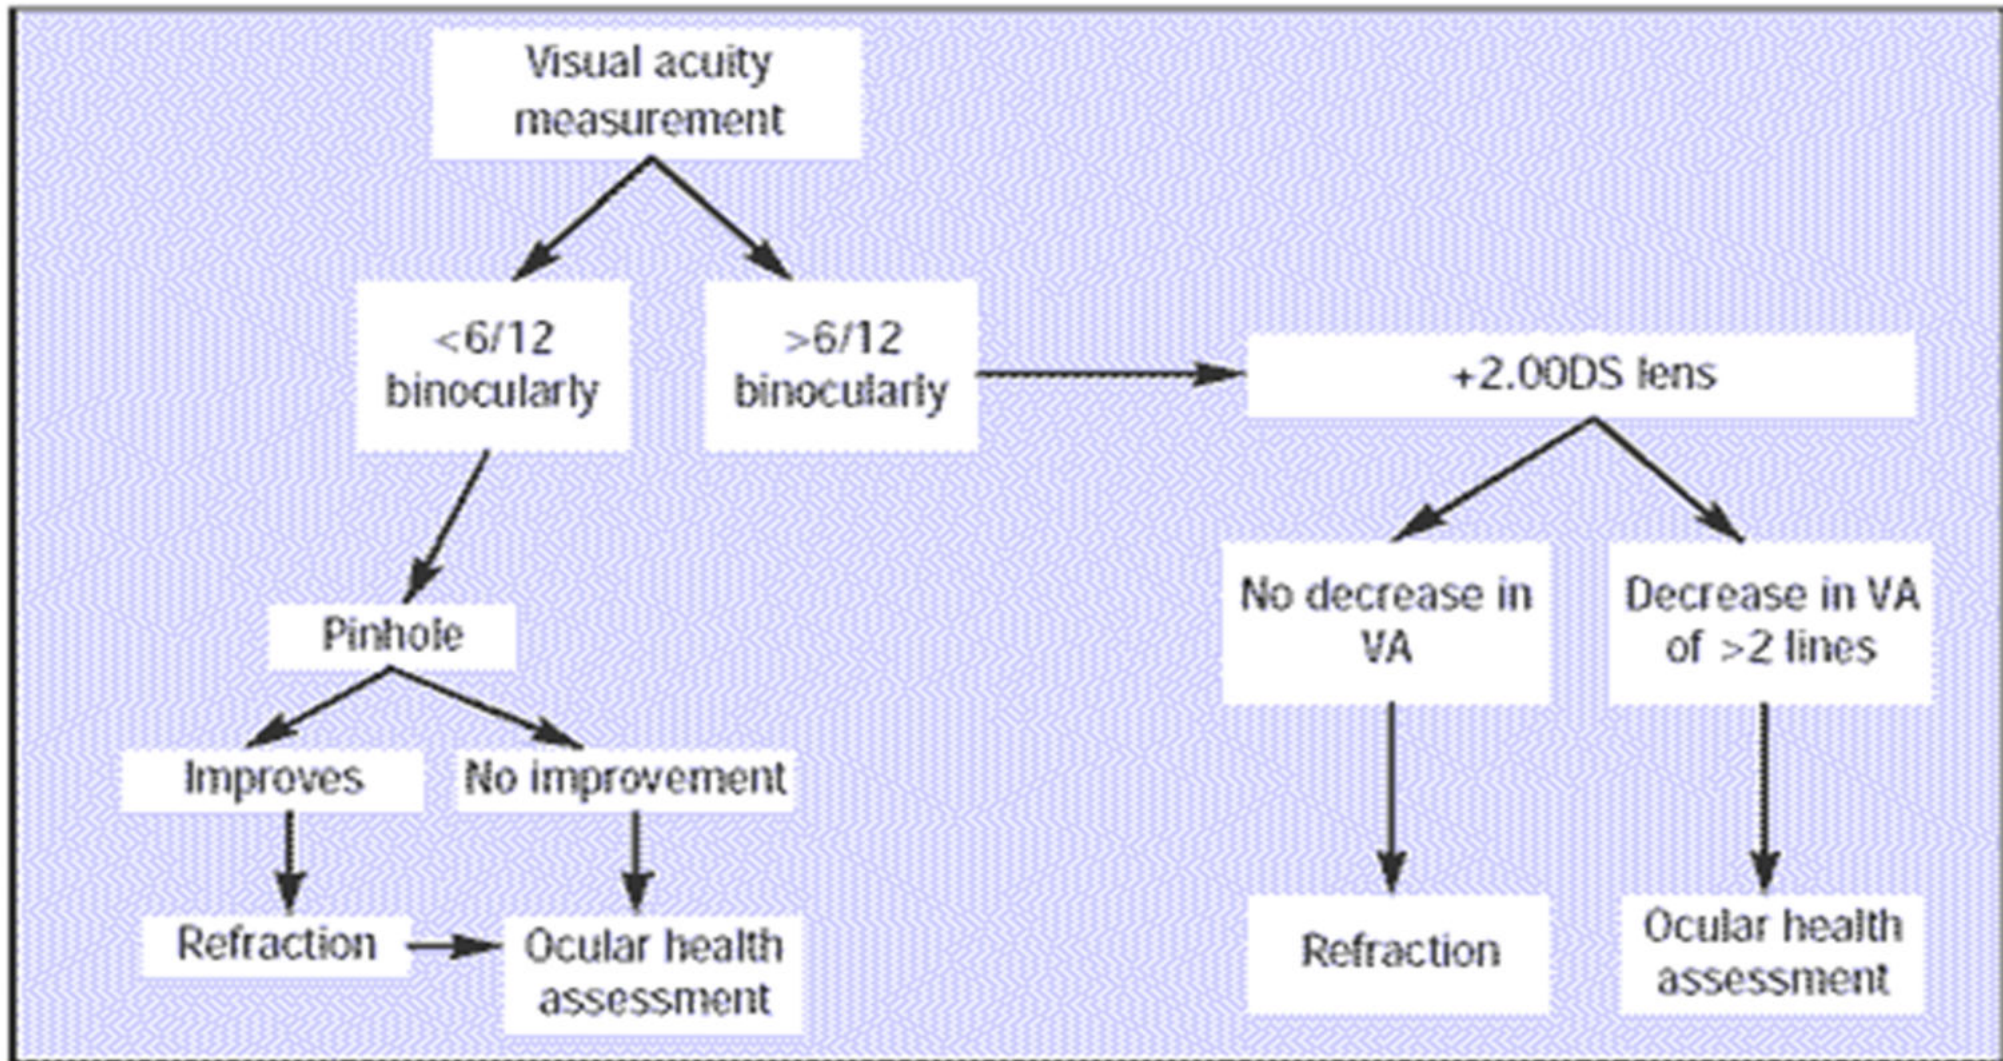 Visual acuity
measurement
<6/12
binocularly
>6/12
binocularly
+2.00DS lens
No decrease in
VA
Decrease in VA
of >2 lines
Pinhole
Improves
No improvement
Refraction
Ocular health
assessment
Refraction
Ocular health
assessment